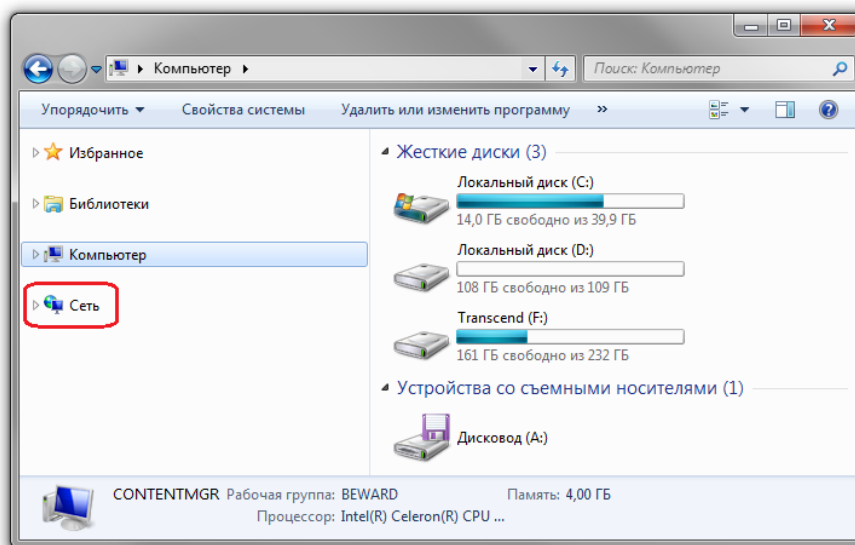 Компьютер
Поиск: Компьютер
Упорядочить Свойства системы Удалить или изменить программу »
Избранное
Библиотеки
Компьютер
Сеть
Жесткие диски (3)
Локальный диск (C:)
14,0 ГБ свободно из 39,9 ГБ
Локальный диск (D:)
108 ГБ свободно из 109 ГБ
Transcend (F:)
161 ГБ свободно из 232 ГБ
Устройства со съемными носителями (1)
Дисковод (A:)
CONTENTMGR Рабочая группа: BEWARD Память: 4,00 ГБ
Процессор: Intel(R) Celeron(R) CPU ...